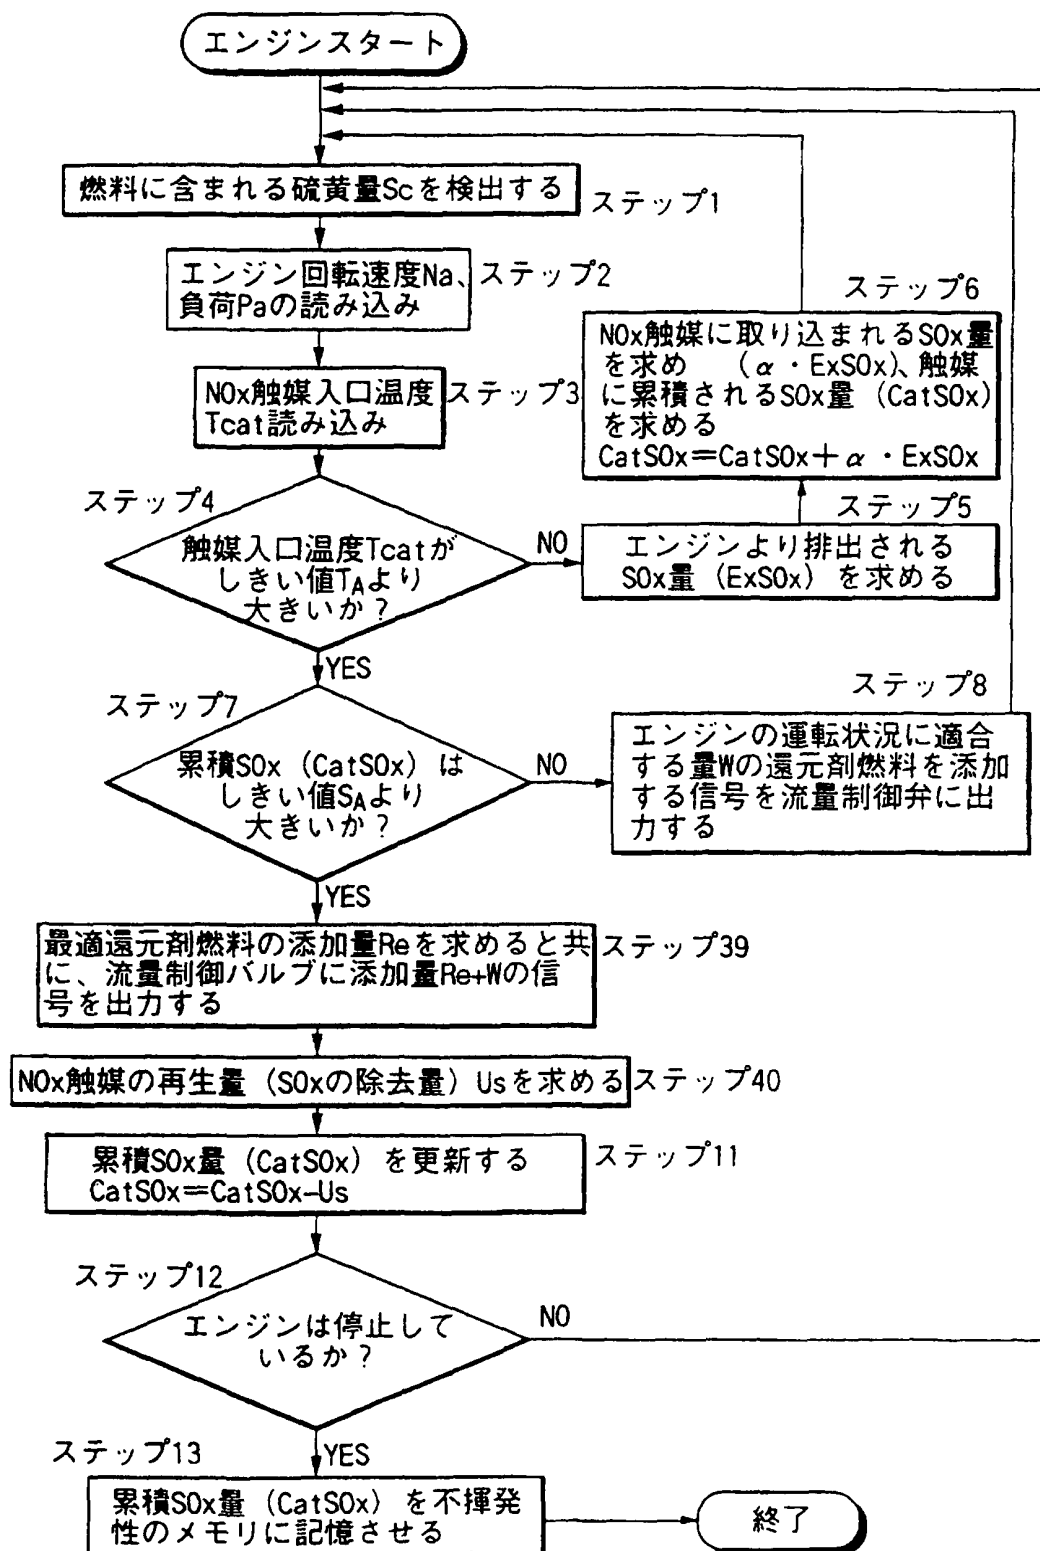 エンジンスタート
燃料に含まれる硫黄量Scを検出する
ステップ1
エンジン回転速度Na、
負荷Paの読み込み
ステップ2
NOx触媒入口温度
Tcat読み込み
ステップ3
ステップ4
触媒入口温度Tcatが
しきい値TAより
大きいか?
NO
YES
ステップ5
エンジンより排出される
SOx量 (ExSOx) を求める
ステップ6
NOx触媒に取り込まれるSOx量
を求め (α・ExSOx)、触媒
に累積されるSOx量 (CatSOx)
を求める
CatSOx=CatSOx+α・ExSOx
ステップ7
累積SOx (CatSOx) は
しきい値SAより
大きいか?
NO
YES
ステップ8
エンジンの運転状況に適合
する量Wの還元剤燃料を添加
する信号を流量制御弁に出
力する
最適還元剤燃料の添加量Reを求めると共
に、流量制御バルブに添加量Re+Wの信
号を出力する
ステップ39
NOx触媒の再生量 (SOxの除去量) Usを求める
ステップ40
累積SOx量 (CatSOx) を更新する
CatSOx=CatSOx-Us
ステップ11
ステップ12
エンジンは停止して
いるか?
NO
YES
ステップ13
累積SOx量 (CatSOx) を不揮発
性のメモリに記憶させる
終了